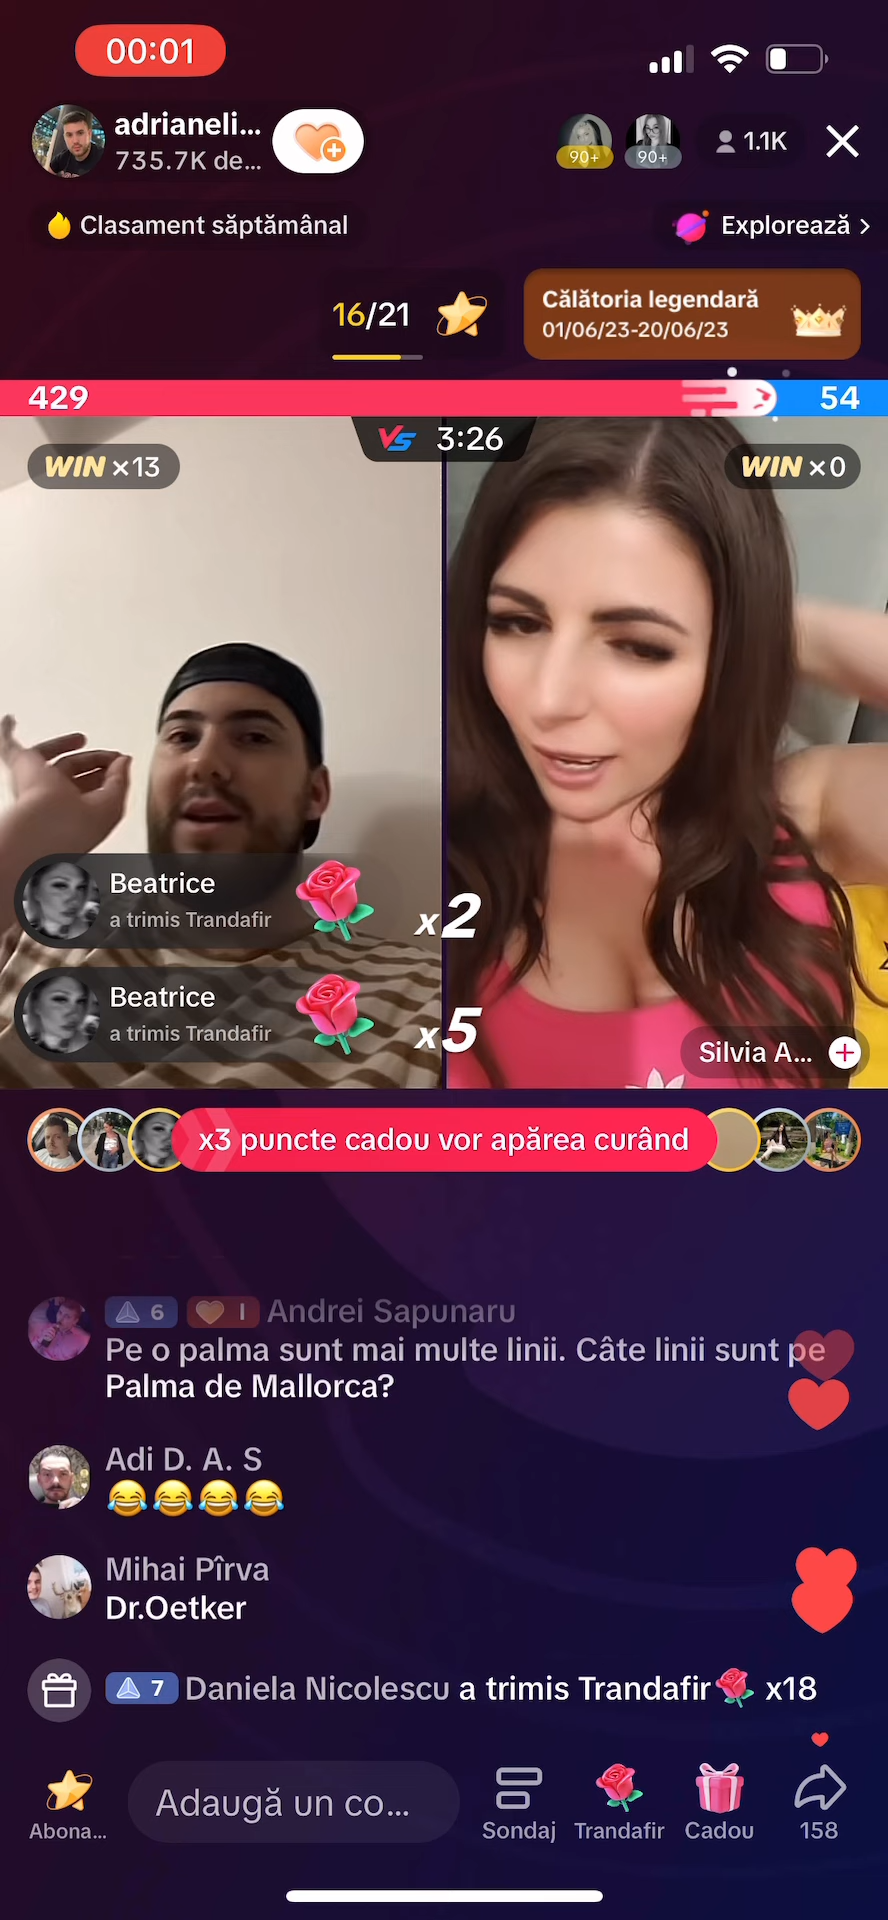 00:01
adrianeli...
735.7K de...
90+
90+
1.1K
Clasament săptămânal
Explorează >
16/21
Călătoria legendară
01/06/23-20/06/23
429
54
VS 3:26
WIN x13
WIN x0
Beatrice
a trimis Trandafir
x2
Beatrice
a trimis Trandafir
x5
Silvia A...
x3 puncte cadou vor apărea curând
6 I Andrei Sapunaru
Pe o palma sunt mai multe linii. Câte linii sunt pe
Palma de Mallorca?
Adi D. A. S
😂😂😂😂
Mihai Pîrva
Dr.Oetker
7 Daniela Nicolescu a trimis Trandafir x18
Adaugă un co...
Abona...
Sondaj
Trandafir
Cadou
158